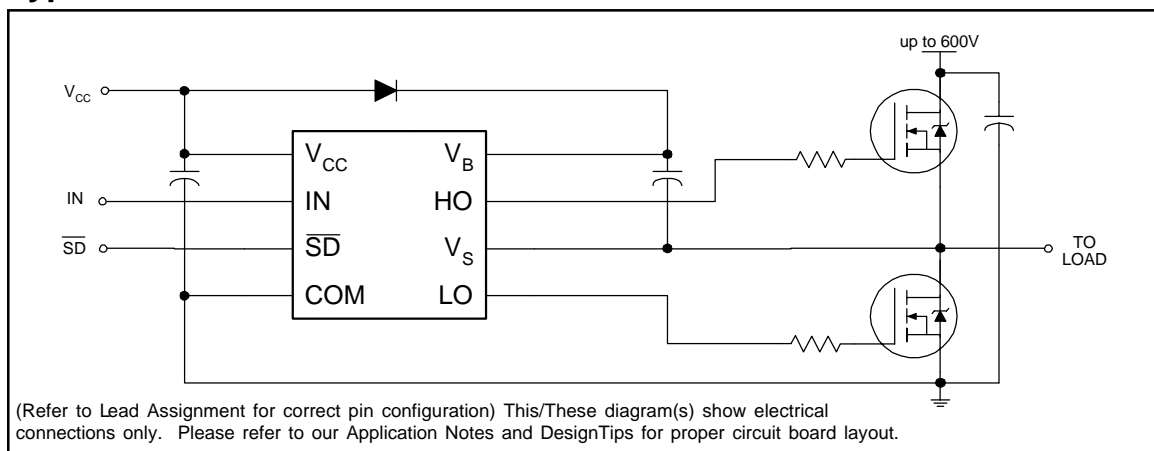 up to 600V
VCC
VCC
VB
IN
IN
HO
SD
SD
VS
TO
LOAD
COM
LO
(Refer to Lead Assignment for correct pin configuration) This/These diagram(s) show electrical
connections only. Please refer to our Application Notes and DesignTips for proper circuit board layout.